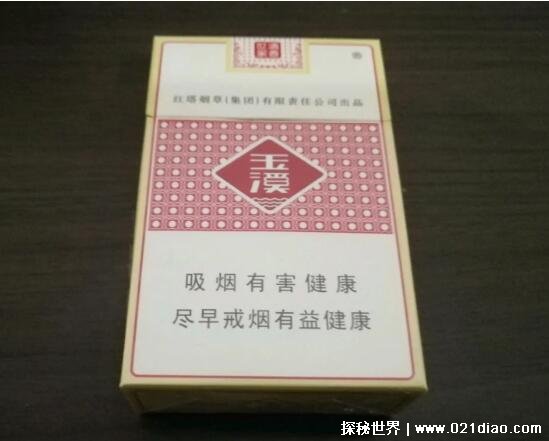 红塔烟草(集团)有限责任公司出品
玉
溪
吸烟有害健康
尽早戒烟有益健康
探秘世界 | www.021diao.com